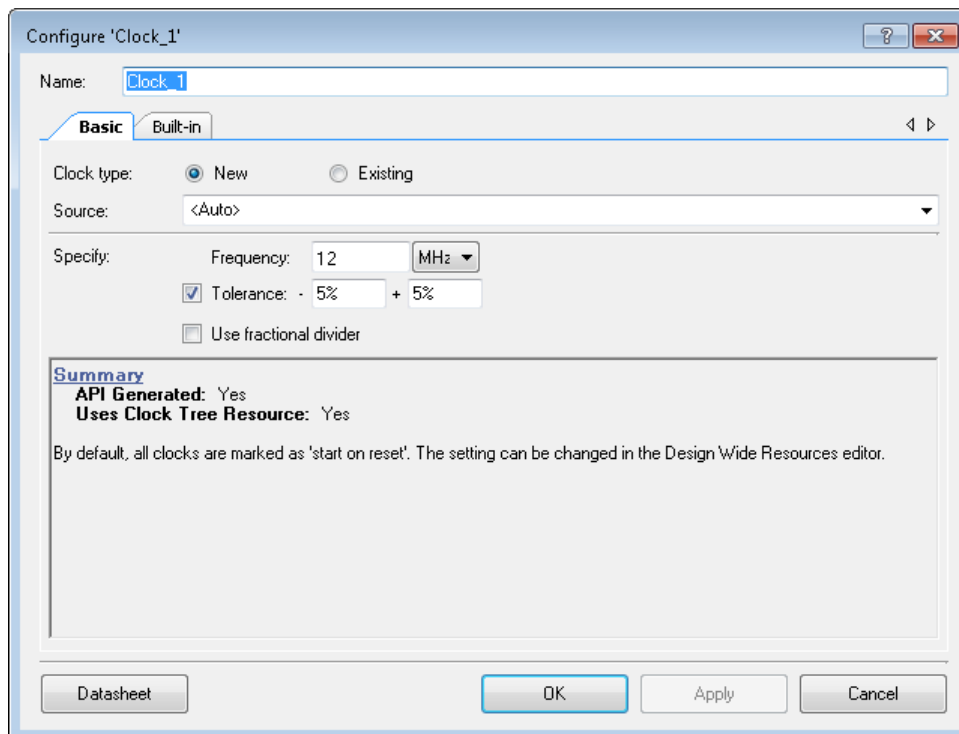 Configure 'Clock_1'
Name: Clock_1
Basic Built-in
Clock type: New Existing
Source: <Auto>
Specify: Frequency: 12 MHz
Tolerance: - 5% + 5%
Use fractional divider
Summary
API Generated: Yes
Uses Clock Tree Resource: Yes
By default, all clocks are marked as 'start on reset'. The setting can be changed in the Design Wide Resources editor.
Datasheet OK Apply Cancel